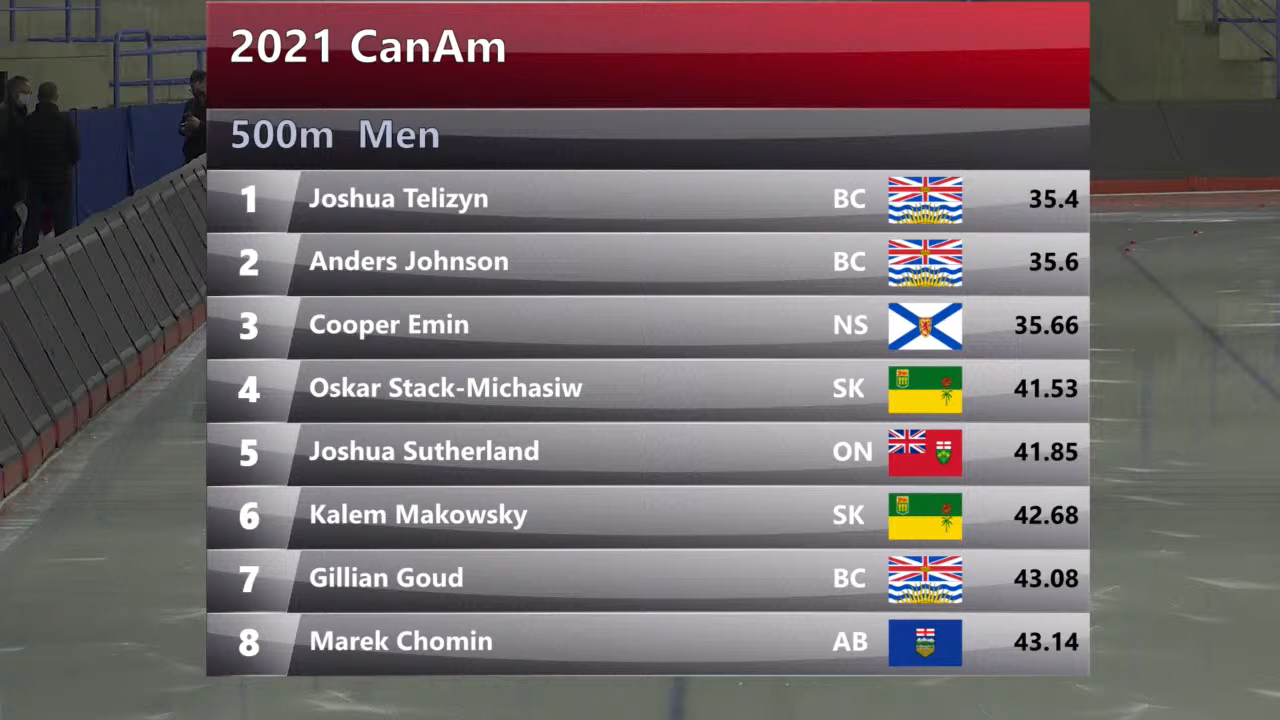 2021 CanAm
500m Men
1 Joshua Telizyn BC 35.4
2 Anders Johnson BC 35.6
3 Cooper Emin NS 35.66
4 Oskar Stack-Michasiw SK 41.53
5 Joshua Sutherland ON 41.85
6 Kalem Makowsky SK 42.68
7 Gillian Goud BC 43.08
8 Marek Chomin AB 43.14